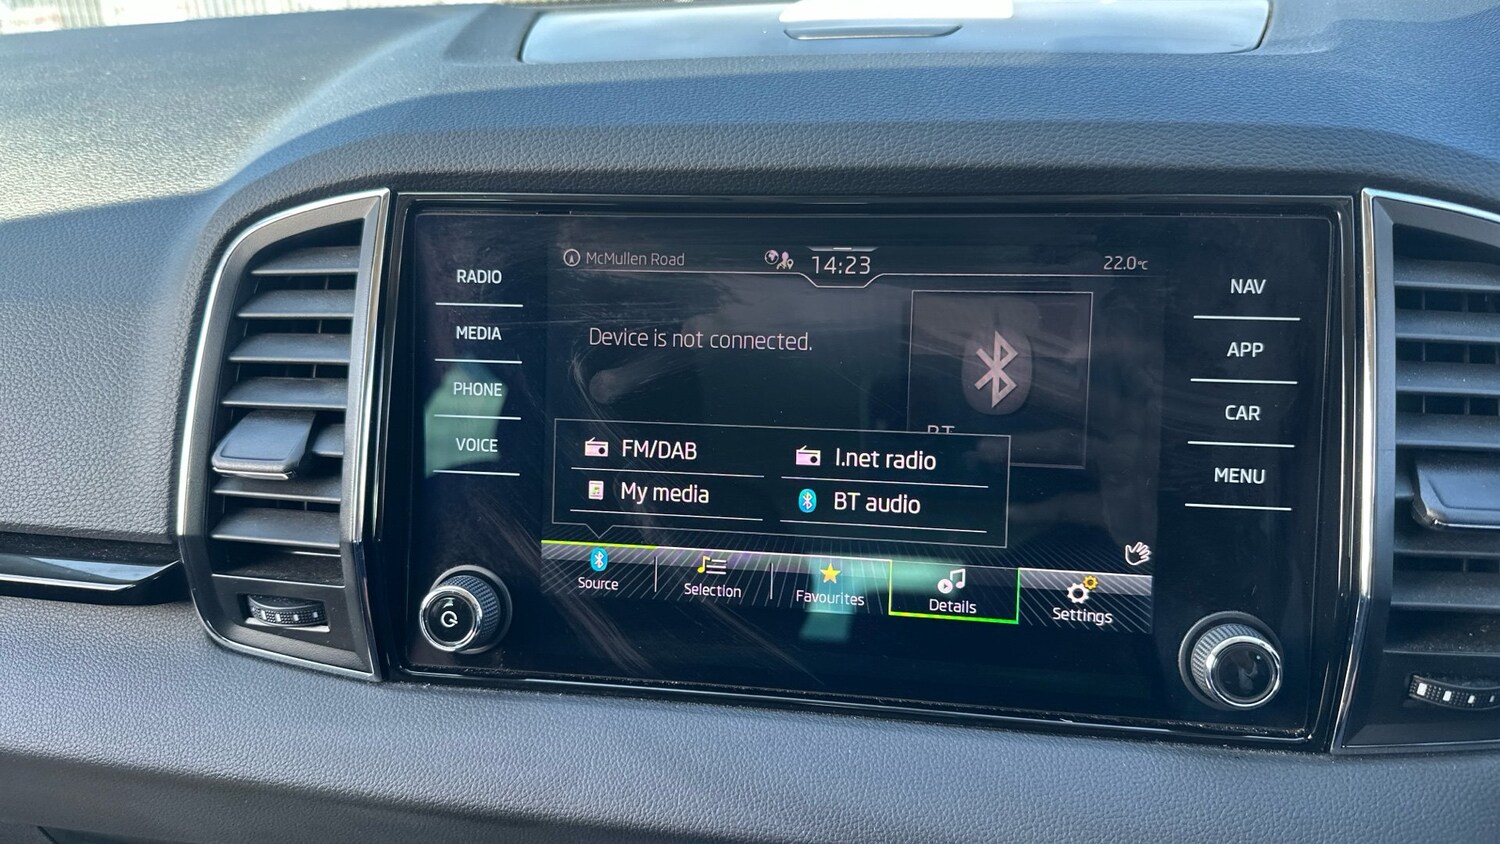 McMullen Road
14:23
22.0°C
RADIO
MEDIA
PHONE
VOICE
Device is not connected.
FM/DAB
I.net radio
My media
BT audio
Source
Selection
Favourites
Details
Settings
NAV
APP
CAR
MENU